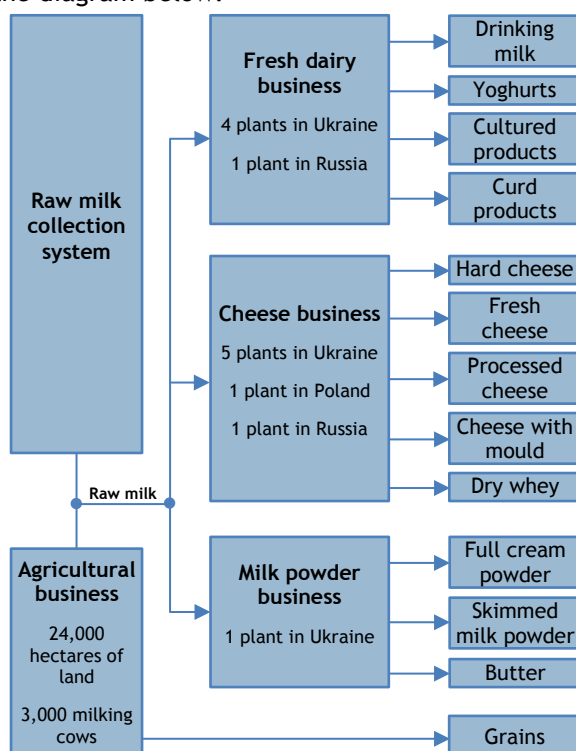 the diagram below.
Raw milk
collection
system
Raw milk
Agricultural
business
24,000
hectares of
land
3,000 milking
cows
Fresh dairy
business
4 plants in Ukraine
1 plant in Russia
Drinking
milk
Yoghurts
Cultured
products
Curd
products
Cheese business
5 plants in Ukraine
1 plant in Poland
1 plant in Russia
Hard cheese
Fresh
cheese
Processed
cheese
Cheese with
mould
Dry whey
Milk powder
business
1 plant in Ukraine
Full cream
powder
Skimmed
milk powder
Butter
Grains